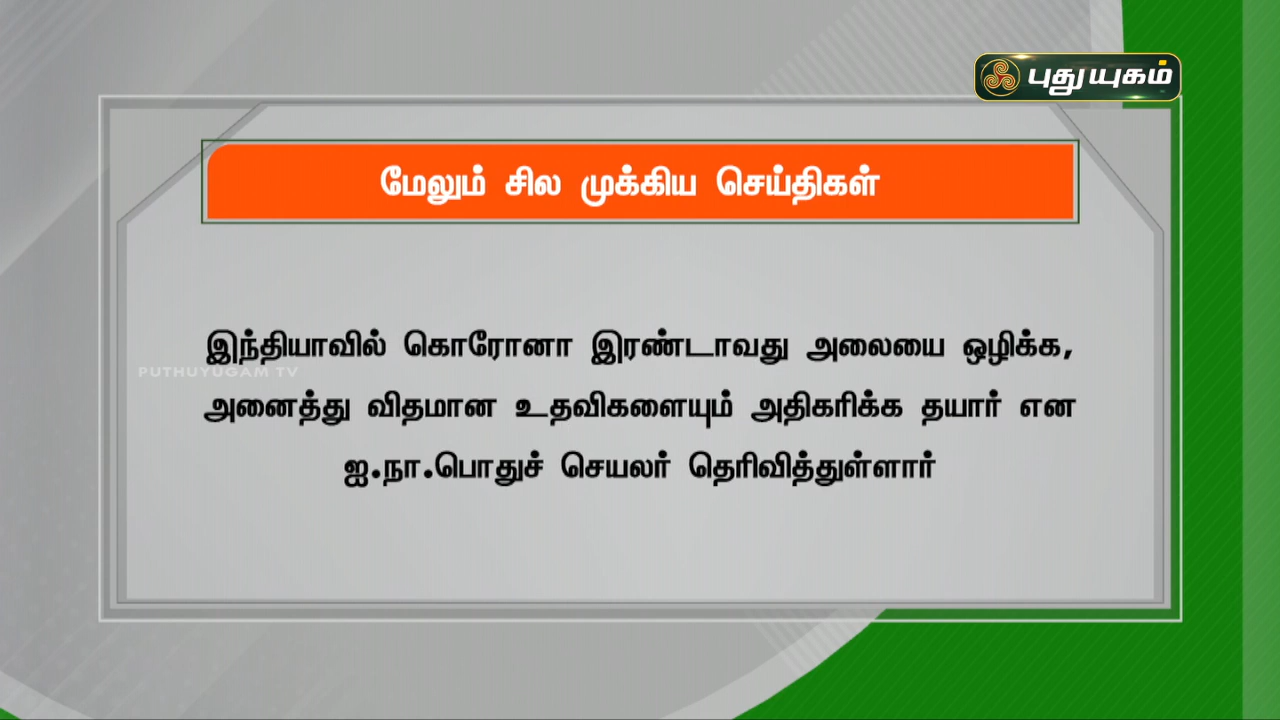 புதுயுகம்
மேலும் சில முக்கிய செய்திகள்
இந்தியாவில் கொரோனா இரண்டாவது அலையை ஒழிக்க,
PUTHUYUGAM TV
அனைத்து விதமான உதவிகளையும் அதிகரிக்க தயார் என
ஐ.நா.பொதுச் செயலர் தெரிவித்துள்ளார்